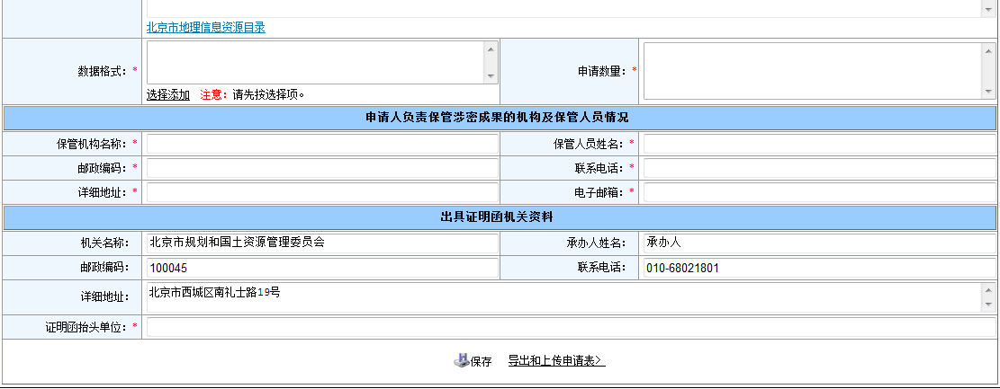 北京市地理信息资源目录
数据格式：* 申请数量：*
选择添加 注意：请先按选择项。
申请人负责保管涉密成果的机构及保管人员情况
保管机构名称：* 保管人员姓名：*
邮政编码：* 联系电话：*
详细地址：* 电子邮箱：*
出具证明函机关资料
机关名称： 北京市规划和国土资源管理委员会 承办人姓名： 承办人
邮政编码： 100045 联系电话： 010-68021801
详细地址： 北京市西城区南礼士路19号
证明函抬头单位：*
保存 导出和上传申请表>